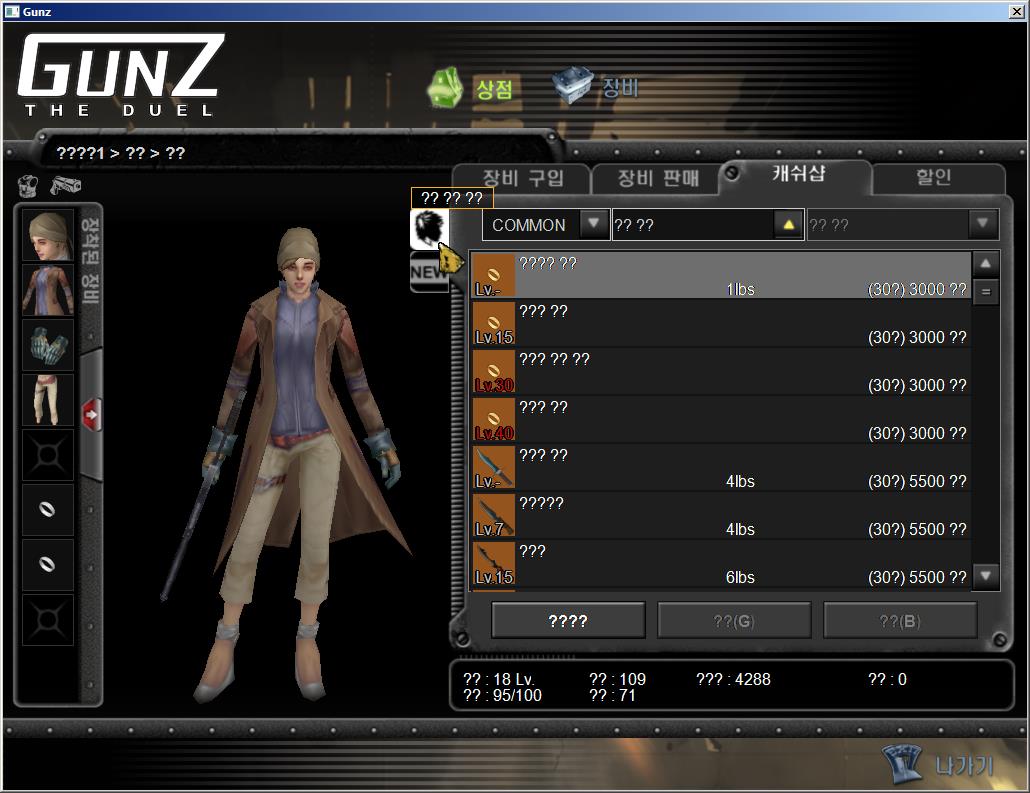 Gunz
GUNZ
THE DUEL
상점
장비
????1 > ?? > ??
장비 구입
장비 판매
캐쉬샵
할인
?? ?? ??
COMMON
?? ??
?? ??
NEW
장착된 장비
???? ??
Lv.-
1lbs
(30?) 3000 ??
??? ??
Lv.15
(30?) 3000 ??
??? ?? ??
Lv.30
(30?) 3000 ??
??? ??
Lv.40
(30?) 3000 ??
??? ??
Lv.-
4lbs
(30?) 5500 ??
?????
Lv.7
4lbs
(30?) 5500 ??
???
Lv.15
6lbs
(30?) 5500 ??
????
??(G)
??(B)
?? : 18 Lv.
?? : 109
??? : 4288
?? : 0
?? : 95/100
?? : 71
EXIT
나가기